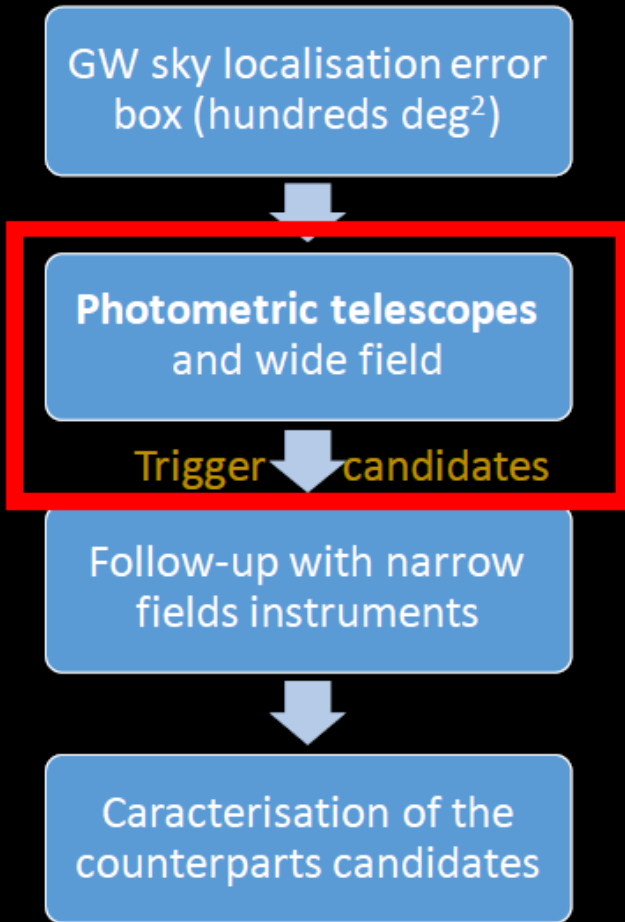 GW sky localisation error
box (hundreds deg²)
Photometric telescopes
and wide field
Trigger candidates
Follow-up with narrow
fields instruments
Caracterisation of the
counterparts candidates